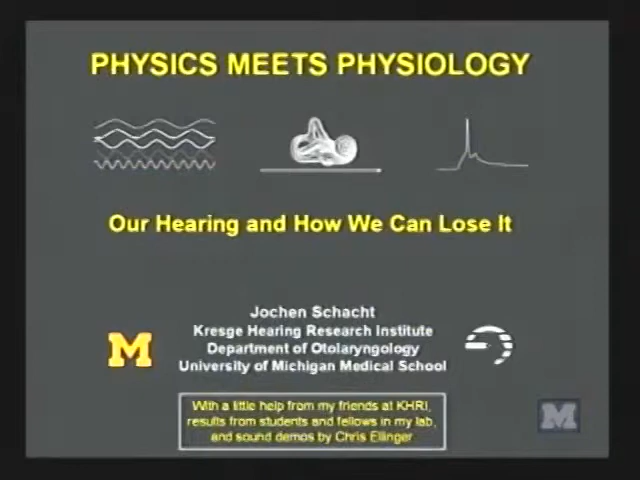 PHYSICS MEETS PHYSIOLOGY
Our Hearing and How We Can Lose It
Jochen Schacht
Kresge Hearing Research Institute
Department of Otolaryngology
University of Michigan Medical School
M
With a little help from my friends at KHRI,
results from students and fellows in my lab,
and sound demos by Chris Ellinger
M